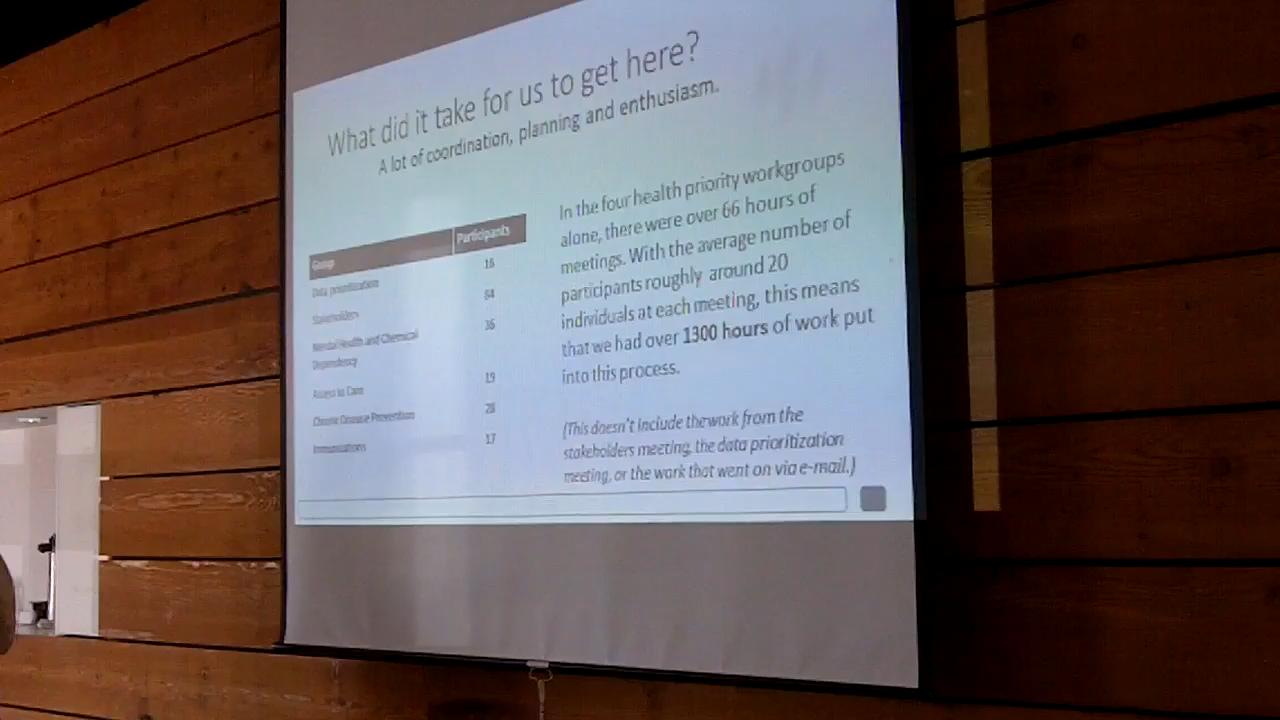 What did it take for us to get here?
A lot of coordination, planning and enthusiasm.
Group Participants
Data prioritization 16
Stakeholders 64
Mental Health and Chemical 36
Dependency
Access to Care 19
Chronic Disease Prevention 28
Immunizations 17
In the four health priority workgroups
alone, there were over 66 hours of
meetings. With the average number of
participants roughly around 20
individuals at each meeting, this means
that we had over 1300 hours of work put
into this process.
(This doesn't include the work from the
stakeholders meeting, the data prioritization
meeting, or the work that went on via e-mail.)